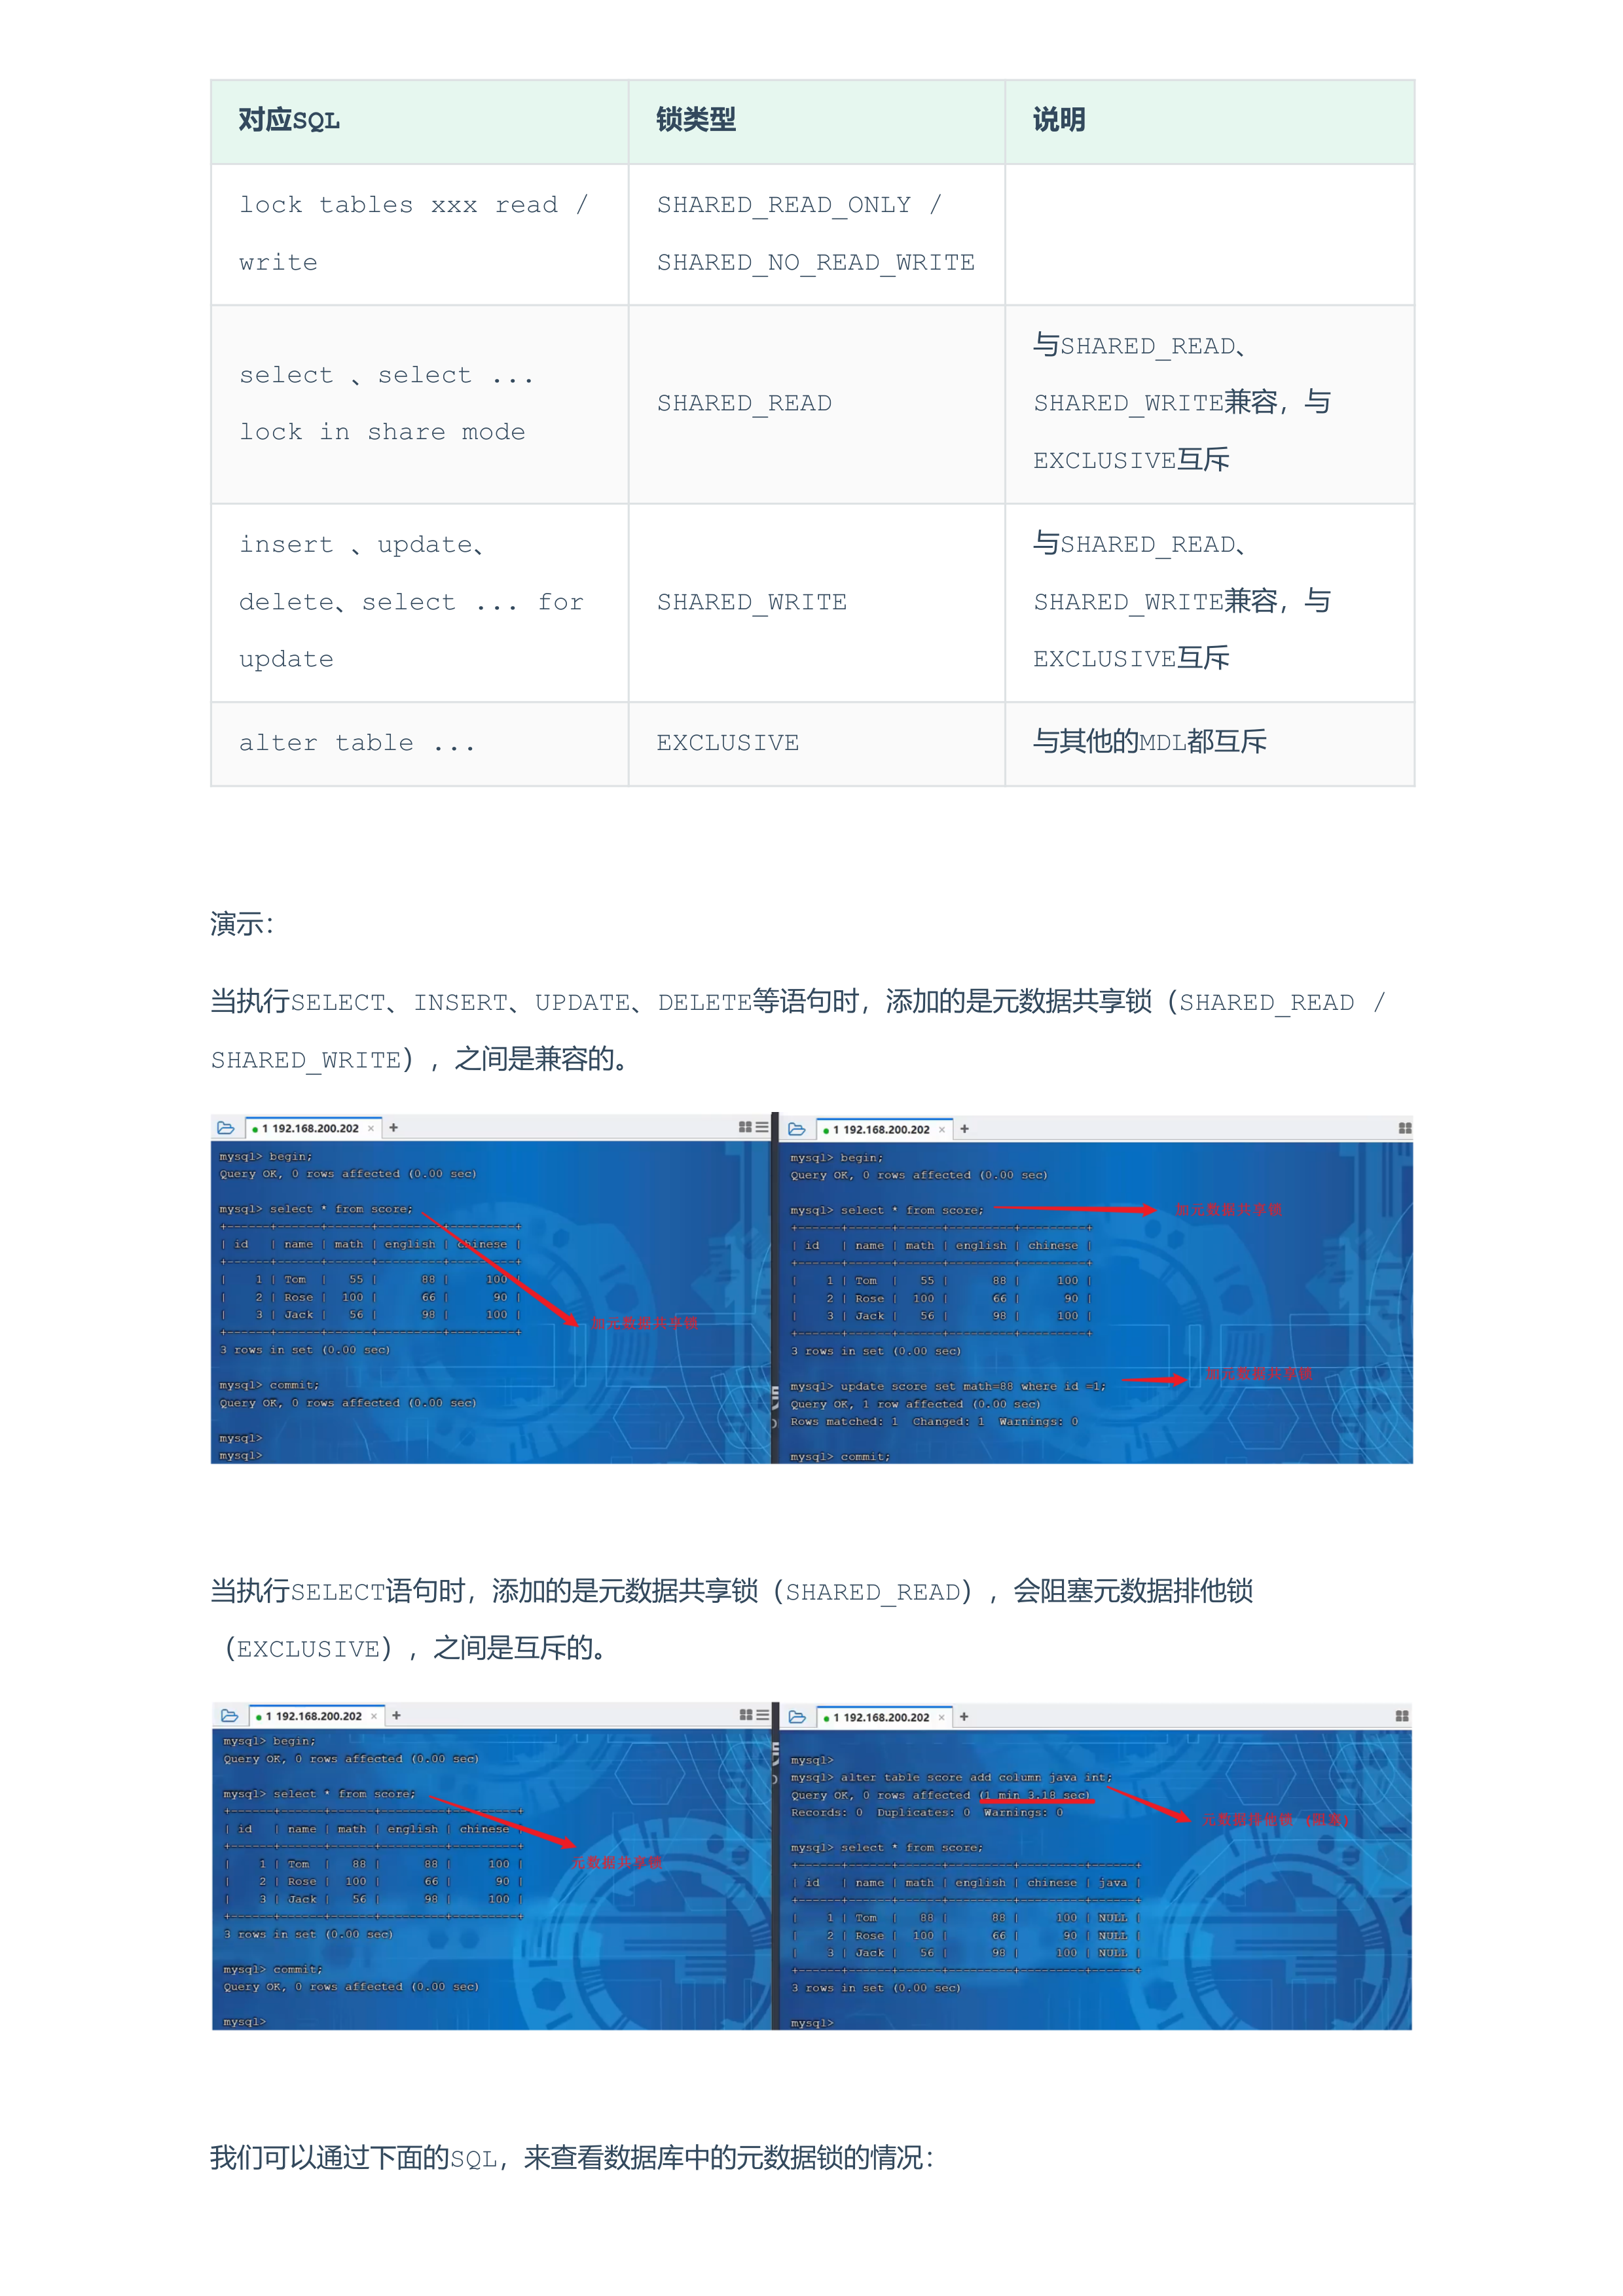 对应SQL 锁类型 说明
lock tables xxx read / SHARED_READ_ONLY /
write SHARED_NO_READ_WRITE
与SHARED_READ、
select 、select ...
SHARED_READ SHARED_WRITE兼容，与
lock in share mode
EXCLUSIVE互斥
insert 、update、 与SHARED_READ、
delete、select ... for SHARED_WRITE SHARED_WRITE兼容，与
update EXCLUSIVE互斥
alter table ... EXCLUSIVE 与其他的MDL都互斥
演示：
当执行SELECT、INSERT、UPDATE、DELETE等语句时，添加的是元数据共享锁（SHARED_READ /
SHARED_WRITE），之间是兼容的。
1 192.168.200.202 × +
mysql> begin;
Query OK, 0 rows affected (0.00 sec)
mysql> select * from score;
+------+------+------+---------+---------+
| id   | name | math | english | chinese |
+------+------+------+---------+---------+
|    1 | Tom  |   55 |      88 |     100 |
|    2 | Rose |  100 |      66 |      90 |
|    3 | Jack |   56 |      98 |     100 |
+------+------+------+---------+---------+
加元数据共享锁
3 rows in set (0.00 sec)
mysql> commit;
Query OK, 0 rows affected (0.00 sec)
mysql>
mysql>
1 192.168.200.202 × +
mysql> begin;
Query OK, 0 rows affected (0.00 sec)
mysql> select * from score; 加元数据共享锁
+------+------+------+---------+---------+
| id   | name | math | english | chinese |
+------+------+------+---------+---------+
|    1 | Tom  |   55 |      88 |     100 |
|    2 | Rose |  100 |      66 |      90 |
|    3 | Jack |   56 |      98 |     100 |
+------+------+------+---------+---------+
3 rows in set (0.00 sec)
mysql> update score set math=88 where id =1; 加元数据共享锁
Query OK, 1 row affected (0.00 sec)
Rows matched: 1  Changed: 1  Warnings: 0
mysql> commit;
当执行SELECT语句时，添加的是元数据共享锁（SHARED_READ），会阻塞元数据排他锁
（EXCLUSIVE），之间是互斥的。
1 192.168.200.202 × +
mysql> begin;
Query OK, 0 rows affected (0.00 sec)
mysql> select * from score;
+------+------+------+---------+---------+
| id   | name | math | english | chinese |
+------+------+------+---------+---------+
|    1 | Tom  |   88 |      88 |     100 |
元数据共享锁
|    2 | Rose |  100 |      66 |      90 |
|    3 | Jack |   56 |      98 |     100 |
+------+------+------+---------+---------+
3 rows in set (0.00 sec)
mysql> commit;
Query OK, 0 rows affected (0.00 sec)
mysql>
1 192.168.200.202 × +
mysql>
mysql> alter table score add column java int;
Query OK, 0 rows affected (1 min 3.18 sec)
Records: 0  Duplicates: 0  Warnings: 0
元数据排他锁（阻塞）
mysql> select * from score;
+------+------+------+---------+---------+------+
| id   | name | math | english | chinese | java |
+------+------+------+---------+---------+------+
|    1 | Tom  |   88 |      88 |     100 | NULL |
|    2 | Rose |  100 |      66 |      90 | NULL |
|    3 | Jack |   56 |      98 |     100 | NULL |
+------+------+------+---------+---------+------+
3 rows in set (0.00 sec)
mysql>
我们可以通过下面的SQL，来查看数据库中的元数据锁的情况：